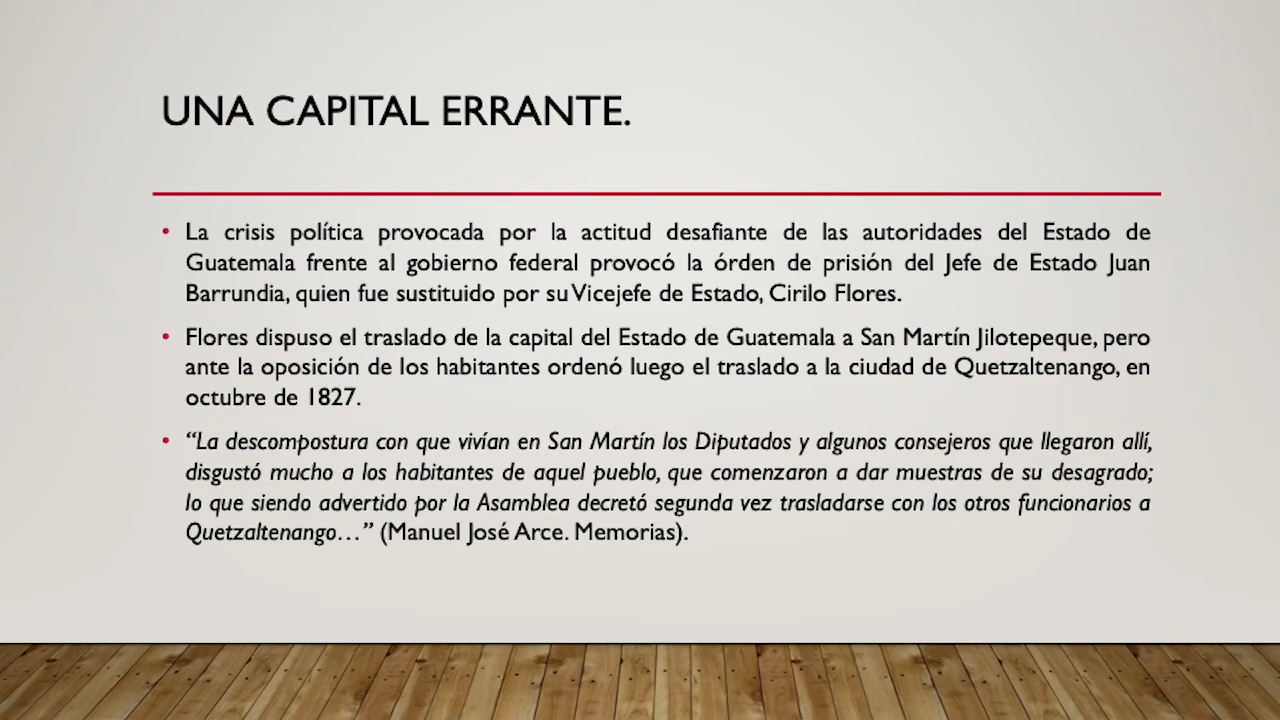 UNA CAPITAL ERRANTE.
• La crisis política provocada por la actitud desafiante de las autoridades del Estado de
Guatemala frente al gobierno federal provocó la órden de prisión del Jefe de Estado Juan
Barrundia, quien fue sustituido por su Vicejefe de Estado, Cirilo Flores.
• Flores dispuso el traslado de la capital del Estado de Guatemala a San Martín Jilotepeque, pero
ante la oposición de los habitantes ordenó luego el traslado a la ciudad de Quetzaltenango, en
octubre de 1827.
• “La descompostura con que vivían en San Martín los Diputados y algunos consejeros que llegaron allí,
disgustó mucho a los habitantes de aquel pueblo, que comenzaron a dar muestras de su desagrado;
lo que siendo advertido por la Asamblea decretó segunda vez trasladarse con los otros funcionarios a
Quetzaltenango…” (Manuel José Arce. Memorias).